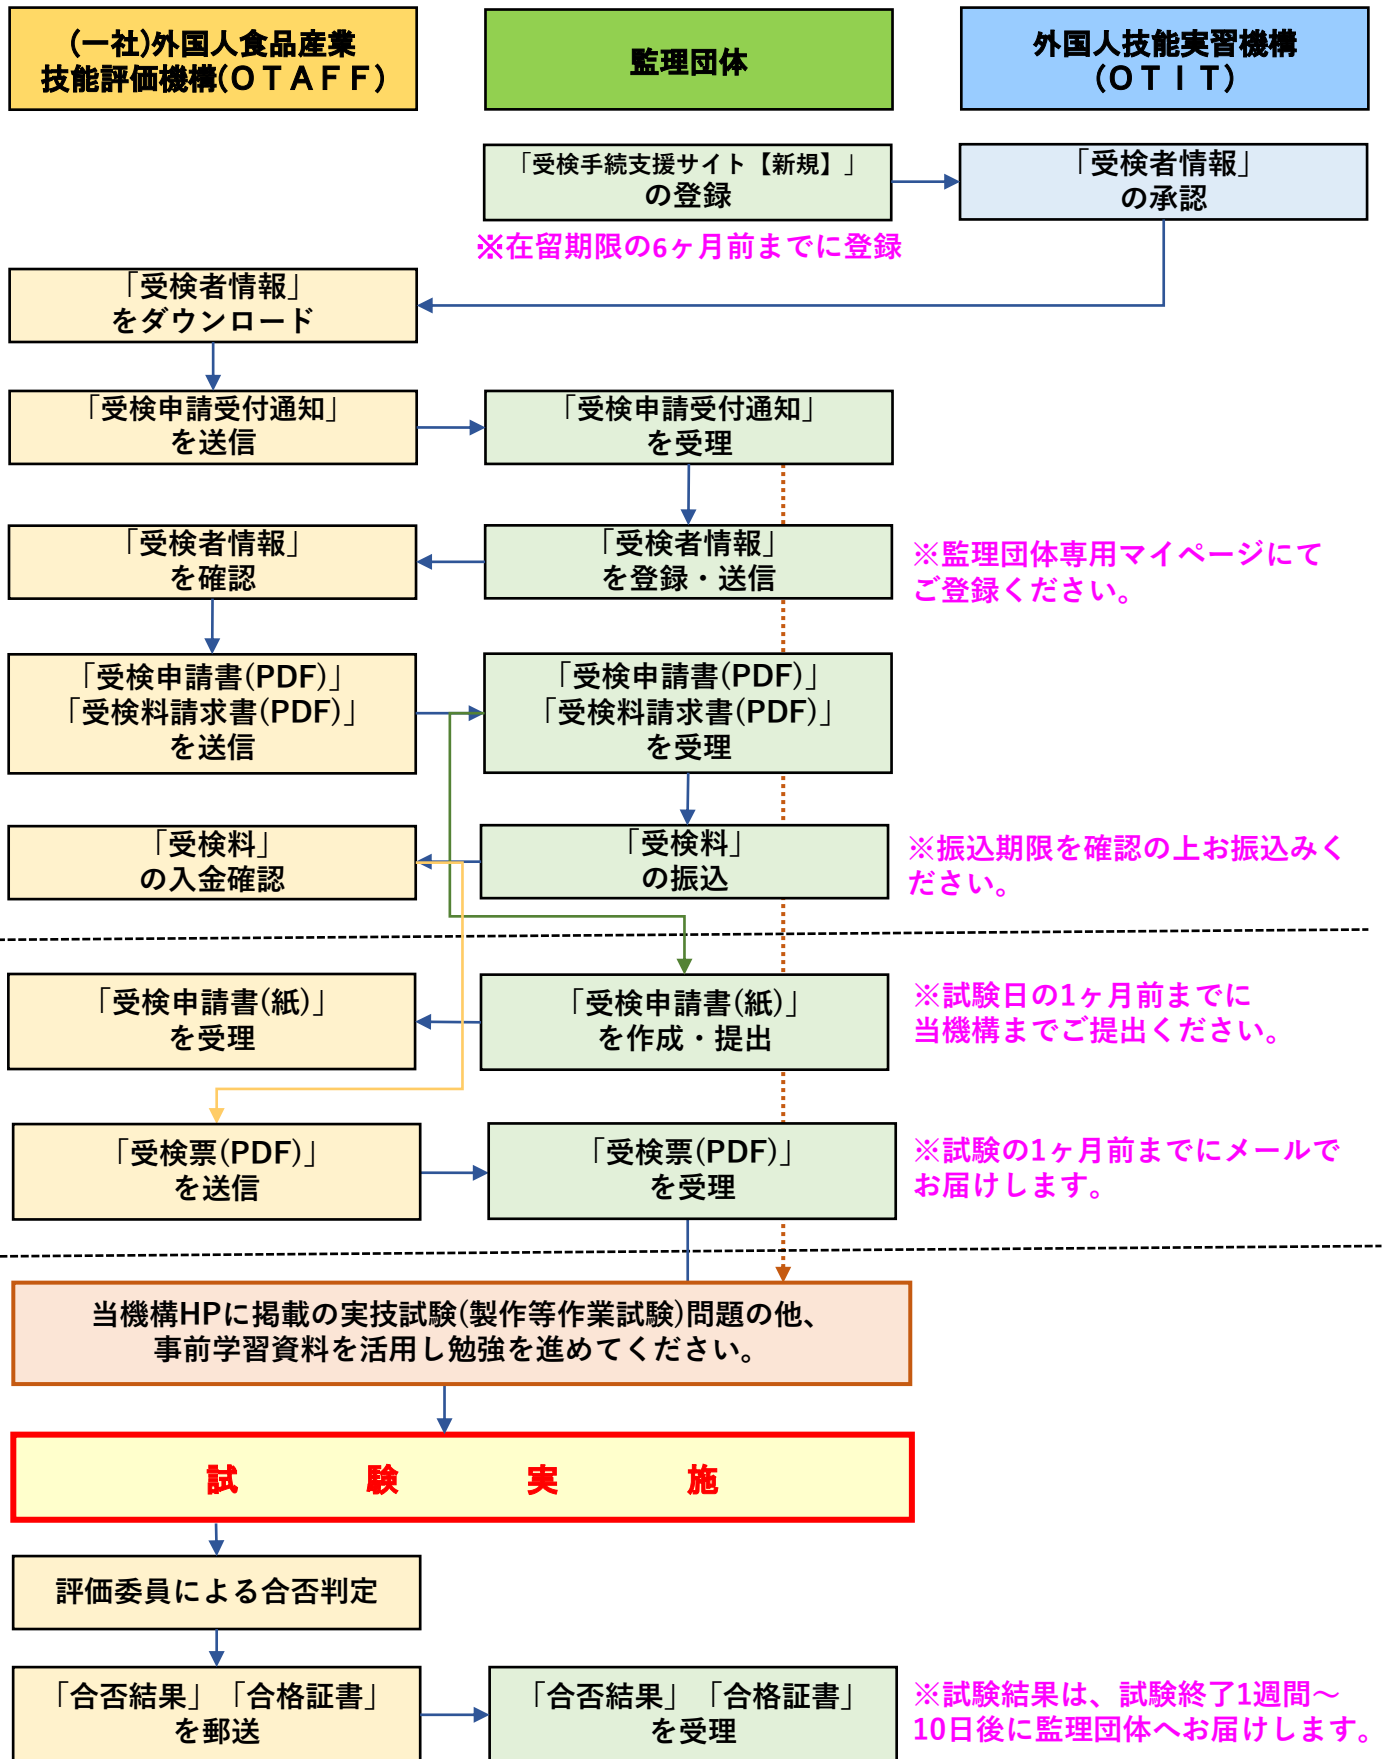 (一社)外国人食品産業
技能評価機構(ＯＴＡＦＦ)
監理団体
外国人技能実習機構
(ＯＴＩＴ)
「受検手続支援サイト【新規】」
の登録
「受検者情報」
の承認
※在留期限の6ヶ月前までに登録
「受検者情報」
をダウンロード
「受検申請受付通知」
を送信
「受検申請受付通知」
を受理
「受検者情報」
を確認
「受検者情報」
を登録・送信
※監理団体専用マイページにて
ご登録ください。
「受検申請書(PDF)」
「受検料請求書(PDF)」
を送信
「受検申請書(PDF)」
「受検料請求書(PDF)」
を受理
「受検料」
の入金確認
「受検料」
の振込
※振込期限を確認の上お振込みく
ださい。
「受検申請書(紙)」
を受理
「受検申請書(紙)」
を作成・提出
※試験日の1ヶ月前までに
当機構までご提出ください。
「受検票(PDF)」
を送信
「受検票(PDF)」
を受理
※試験の1ヶ月前までにメールで
お届けします。
当機構HPに掲載の実技試験(製作等作業試験)問題の他、
事前学習資料を活用し勉強を進めてください。
試　験　実　施
評価委員による合否判定
「合否結果」「合格証書」
を郵送
「合否結果」「合格証書」
を受理
※試験結果は、試験終了1週間～
10日後に監理団体へお届けします。